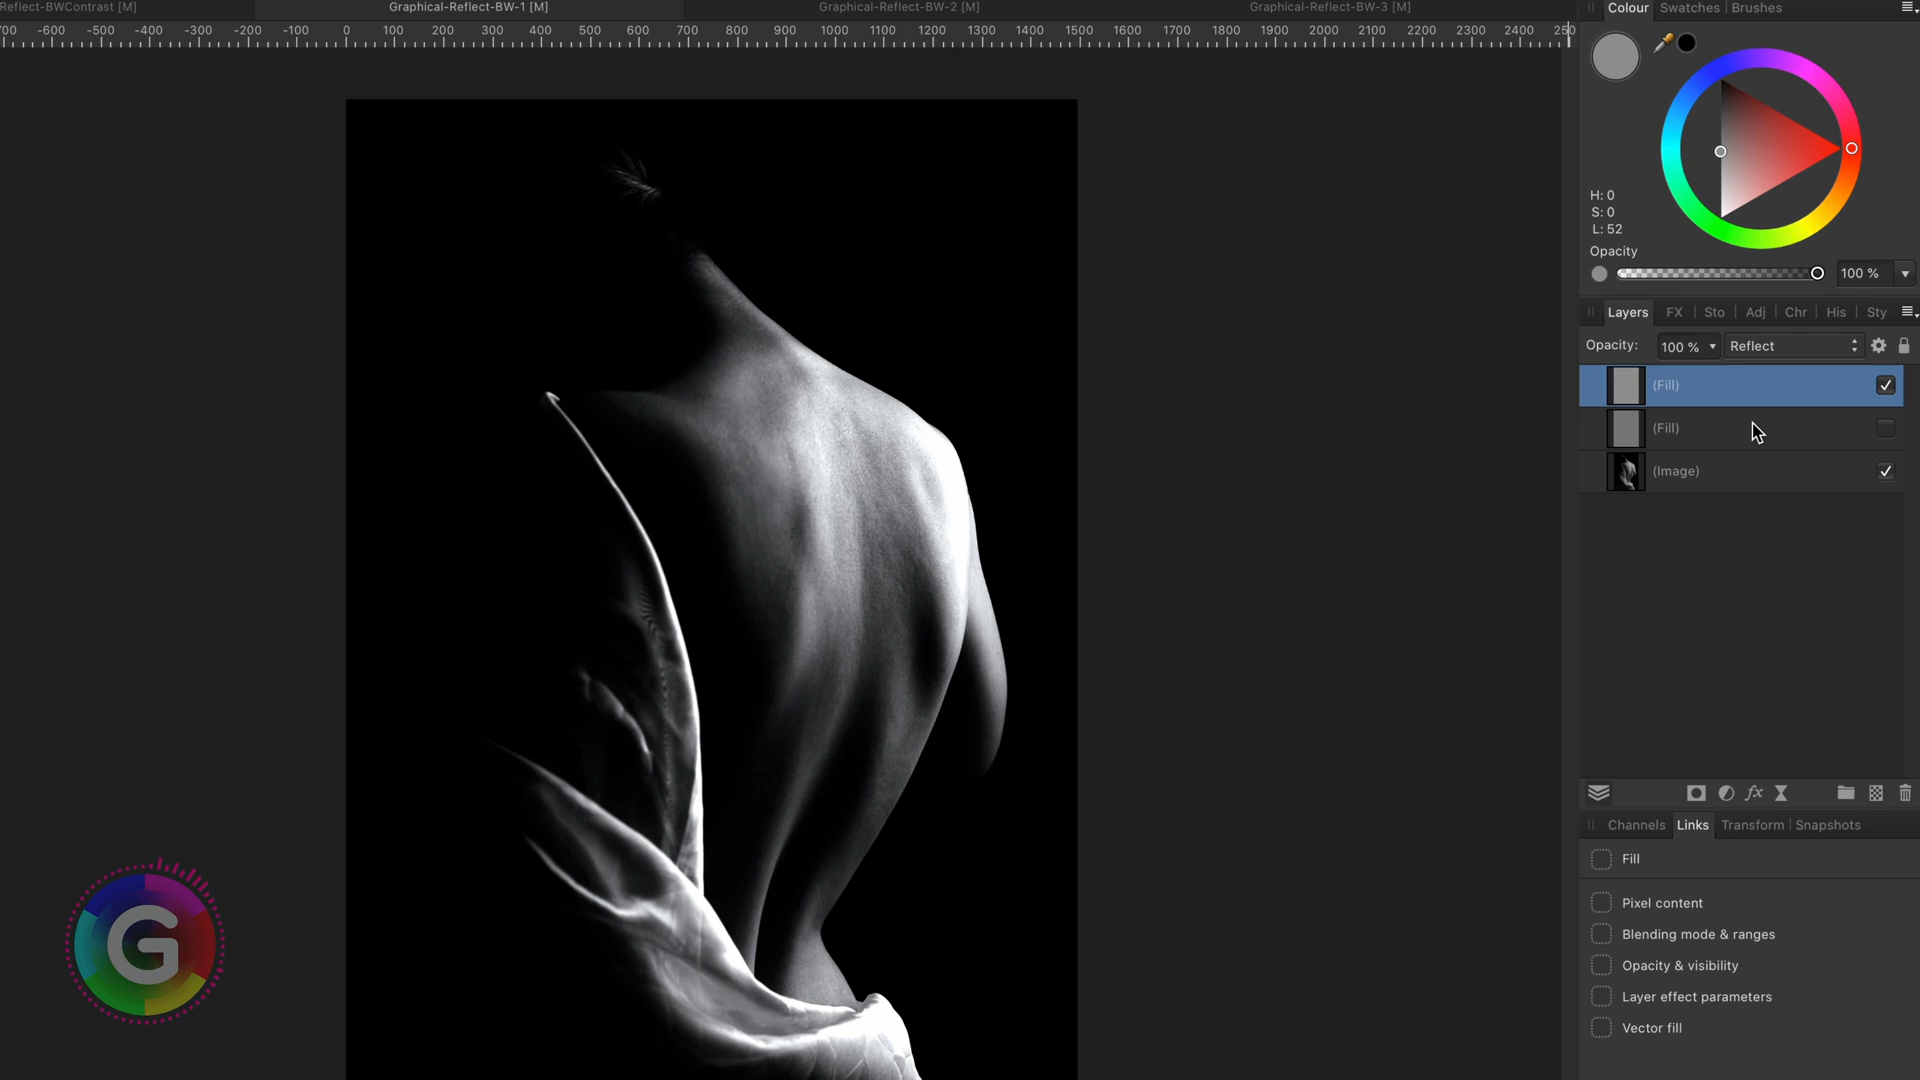 Reflect-BWContrast [M]
Graphical-Reflect-BW-1 [M]
Graphical-Reflect-BW-2 [M]
Graphical-Reflect-BW-3 [M]
-600 -500 -400 -300 -200 -100 0 100 200 300 400 500 600 700 800 900 1000 1100 1200 1300 1400 1500 1600 1700 1800 1900 2000 2100 2200 2300 2400
Colour Swatches Brushes
H: 0
S: 0
L: 52
Opacity
100 %
Layers FX Sto Adj Chr His Sty
Opacity: 100 % Reflect
(Fill)
(Fill)
(Image)
fx
Channels Links Transform Snapshots
Fill
Pixel content
Blending mode & ranges
Opacity & visibility
Layer effect parameters
Vector fill
G